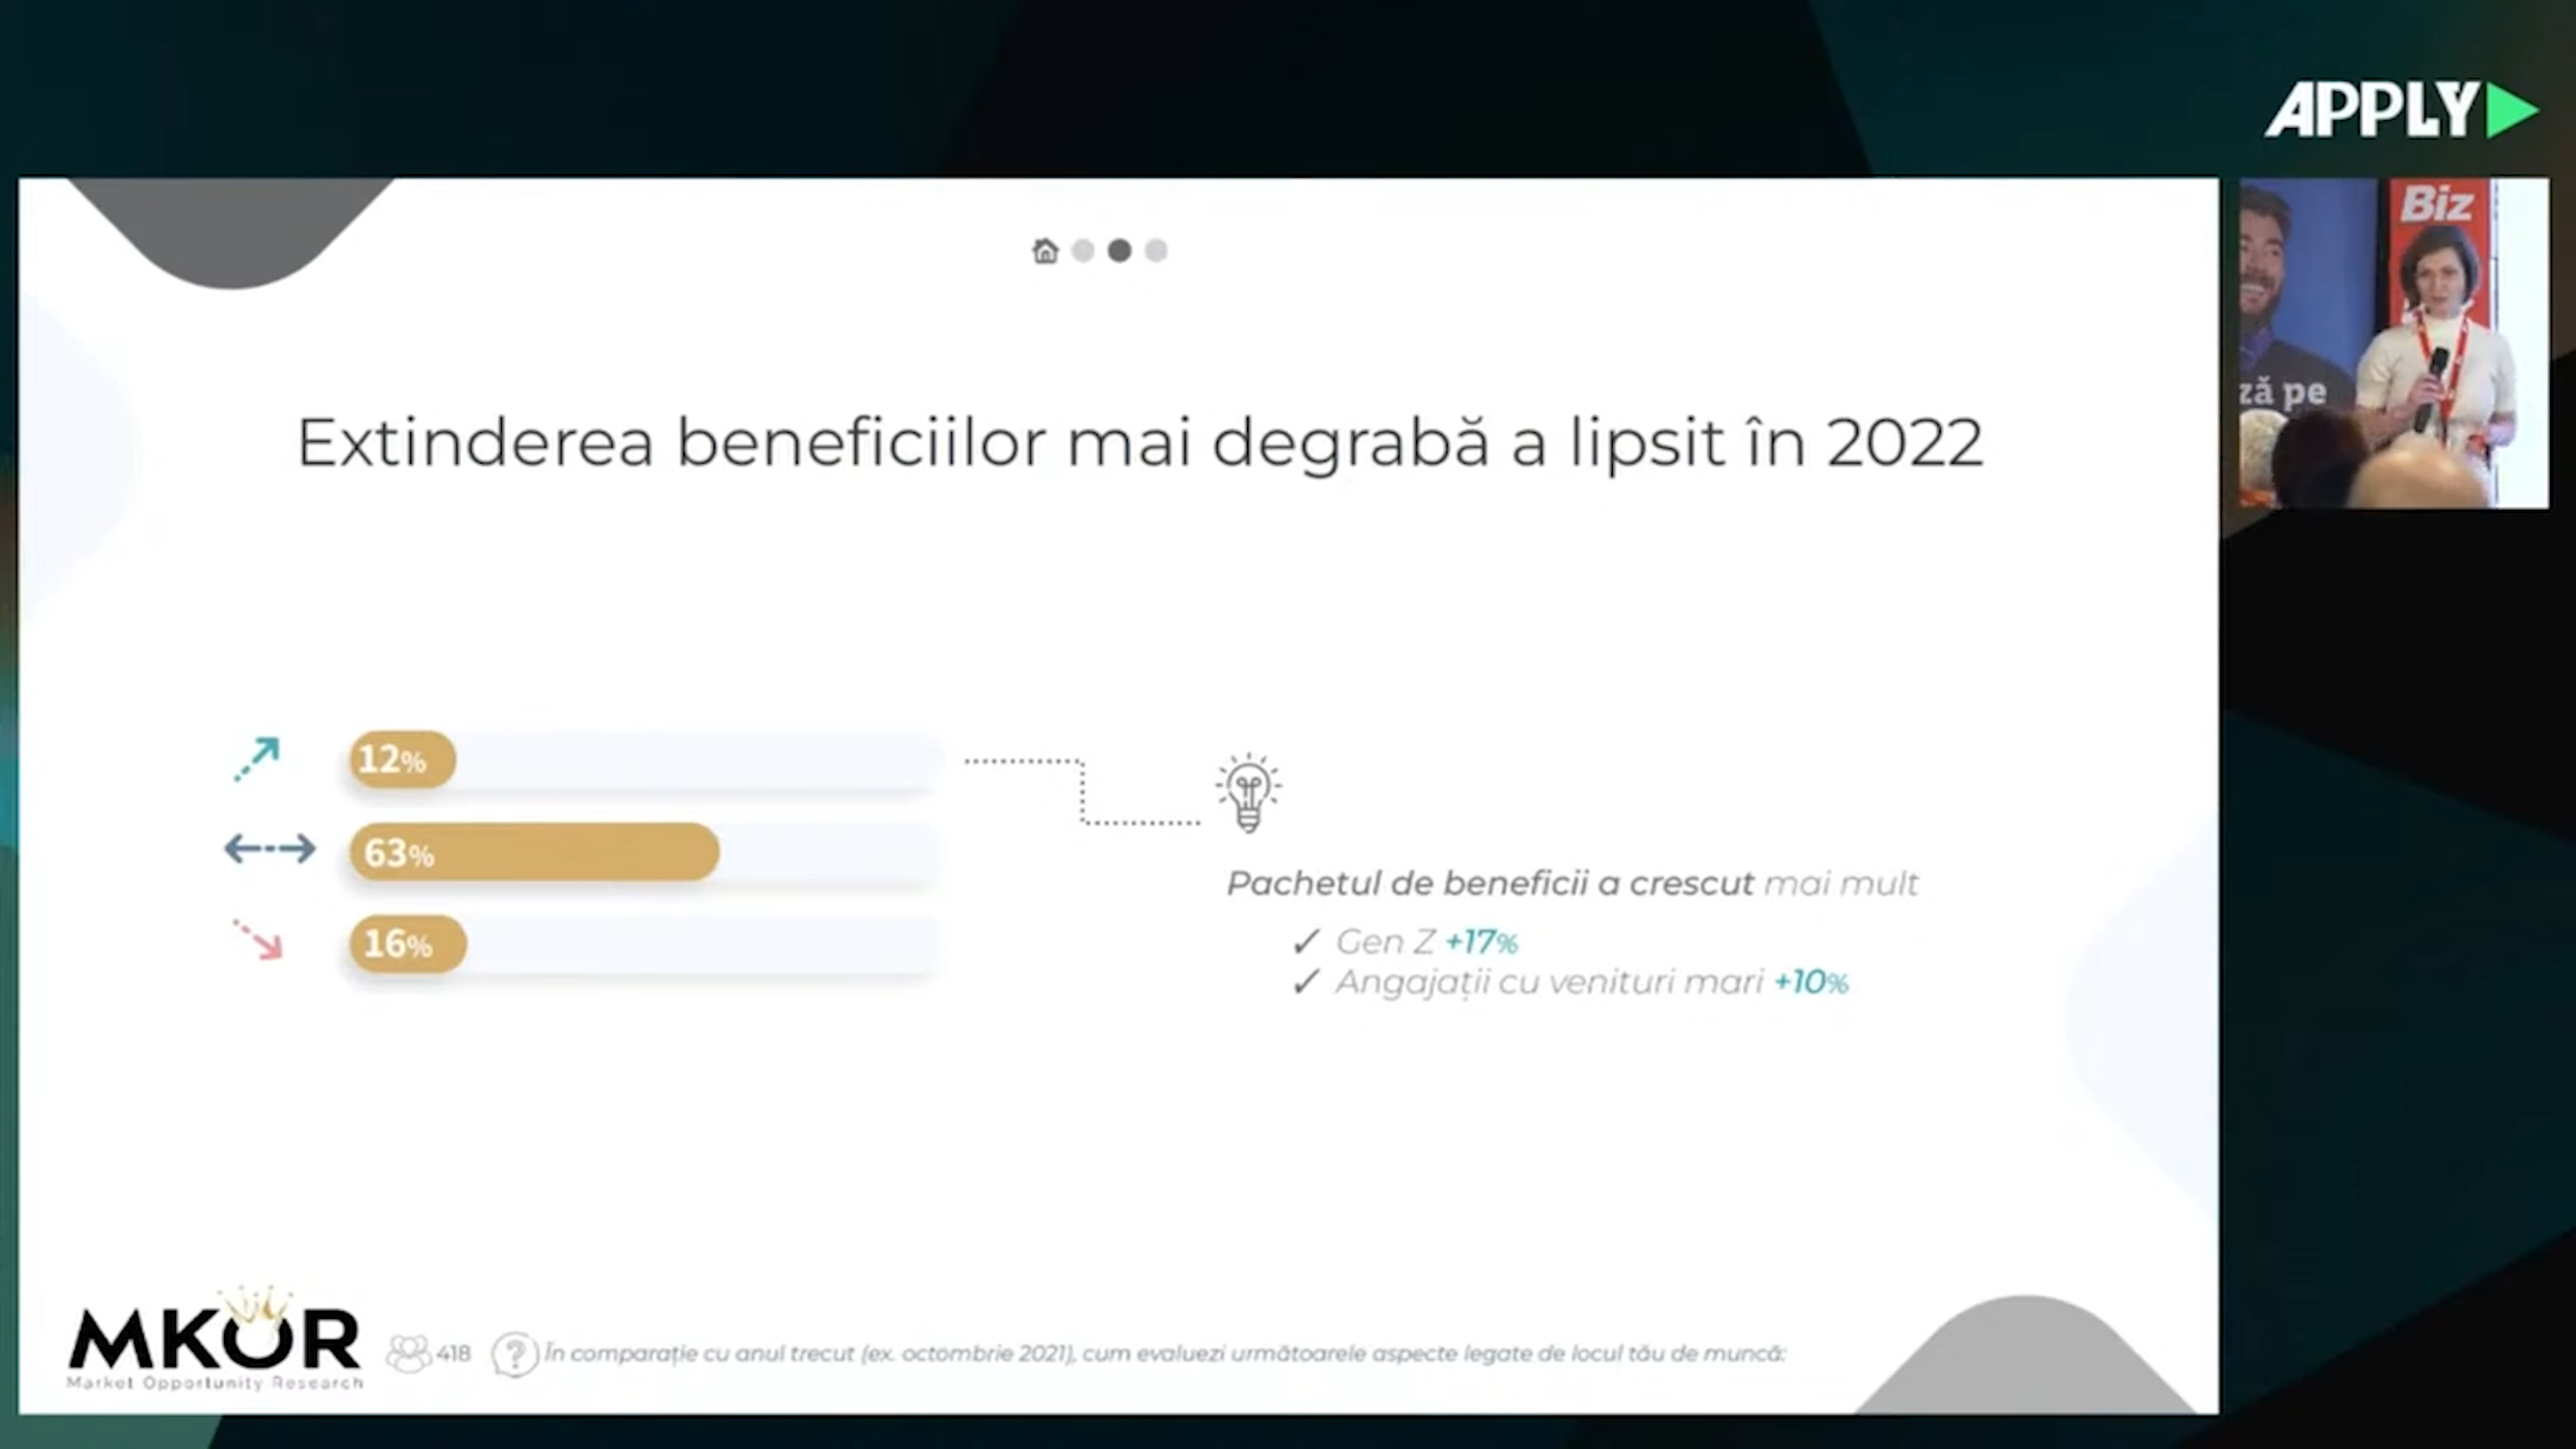 APPLY
Biz
ză pe
Extinderea beneficiilor mai degrabă a lipsit în 2022
12%
63%
16%
Pachetul de beneficii a crescut mai mult
✓ Gen Z +17%
✓ Angajații cu venituri mari +10%
MKOR
Market Opportunity Research
418
? În comparație cu anul trecut (ex. octombrie 2021), cum evaluezi următoarele aspecte legate de locul tău de muncă: